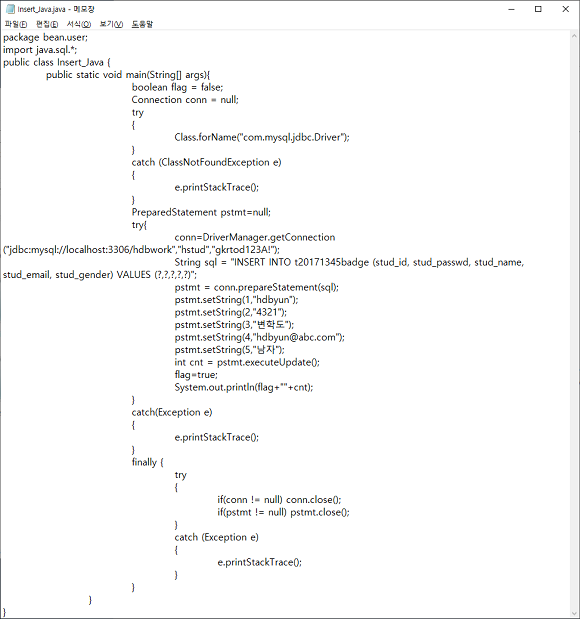 Insert_Java.java - 메모장
파일(F) 편집(E) 서식(O) 보기(V) 도움말
package bean.user;
import java.sql.*;
public class Insert_Java {
public static void main(String[] args){
boolean flag = false;
Connection conn = null;
try
{
Class.forName("com.mysql.jdbc.Driver");
}
catch (ClassNotFoundException e)
{
e.printStackTrace();
}
PreparedStatement pstmt=null;
try{
conn=DriverManager.getConnection
("jdbc:mysql://localhost:3306/hdbwork","hstud","gkrtod123A!");
String sql = "INSERT INTO t20171345badge (stud_id, stud_passwd, stud_name,
stud_email, stud_gender) VALUES (?,?,?,?,?)";
pstmt = conn.prepareStatement(sql);
pstmt.setString(1,"hdbyun");
pstmt.setString(2,"4321");
pstmt.setString(3,"변학도");
pstmt.setString(4,"hdbyun@abc.com");
pstmt.setString(5,"남자");
int cnt = pstmt.executeUpdate();
flag=true;
System.out.println(flag+""+cnt);
}
catch(Exception e)
{
e.printStackTrace();
}
finally {
try
{
if(conn != null) conn.close();
if(pstmt != null) pstmt.close();
}
catch (Exception e)
{
e.printStackTrace();
}
}
}
}